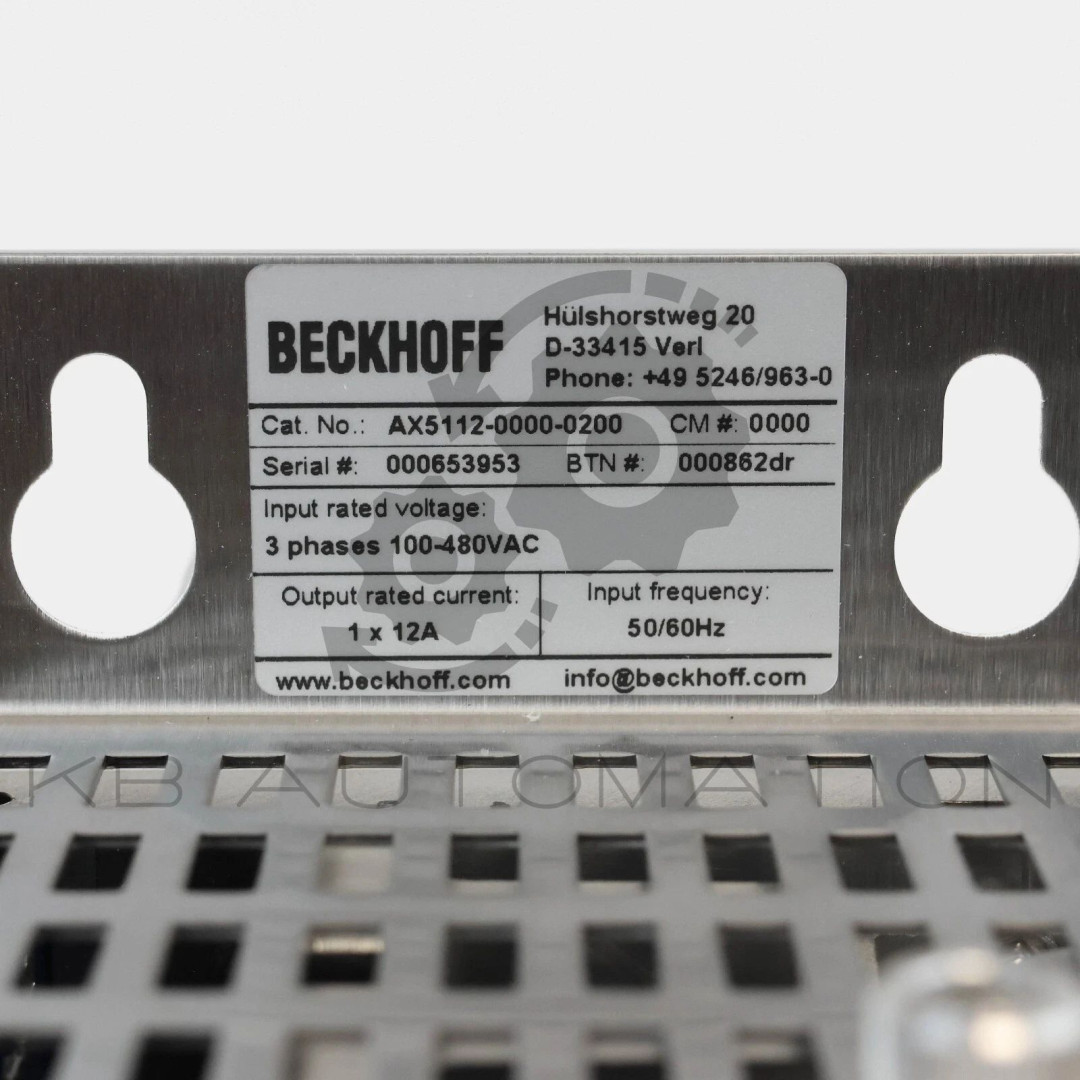 BECKHOFF
Hülshorstweg 20
D-33415 Verl
Phone: +49 5246/963-0
Cat. No.: AX5112-0000-0200 CM #: 0000
Serial #: 000653953 BTN #: 000862dr
Input rated voltage:
3 phases 100-480VAC
Output rated current:
1 x 12A
Input frequency:
50/60Hz
www.beckhoff.com info@beckhoff.com
KB AUTOMATION